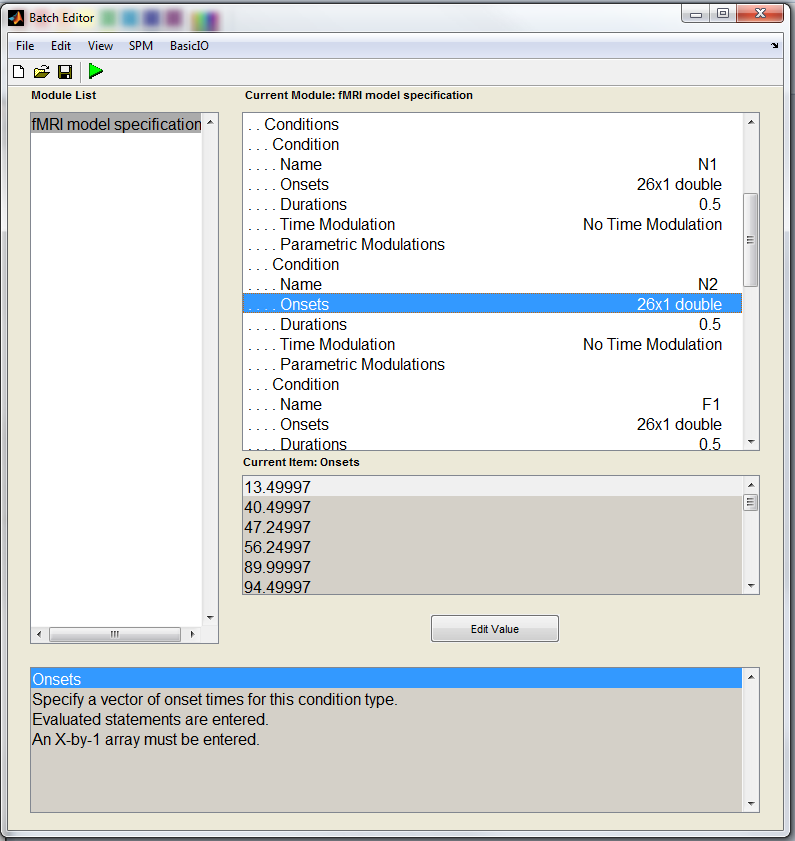 Batch Editor
File Edit View SPM BasicIO
Module List
Current Module: fMRI model specification
fMRI model specification
. . Conditions
. . . Condition
. . . . Name N1
. . . . Onsets 26x1 double
. . . . Durations 0.5
. . . . Time Modulation No Time Modulation
. . . . Parametric Modulations
. . . Condition
. . . . Name N2
. . . . Onsets 26x1 double
. . . . Durations 0.5
. . . . Time Modulation No Time Modulation
. . . . Parametric Modulations
. . . Condition
. . . . Name F1
. . . . Onsets 26x1 double
. . . . Durations 0.5
Current Item: Onsets
13.49997
40.49997
47.24997
56.24997
89.99997
94.49997
Edit Value
Onsets
Specify a vector of onset times for this condition type.
Evaluated statements are entered.
An X-by-1 array must be entered.